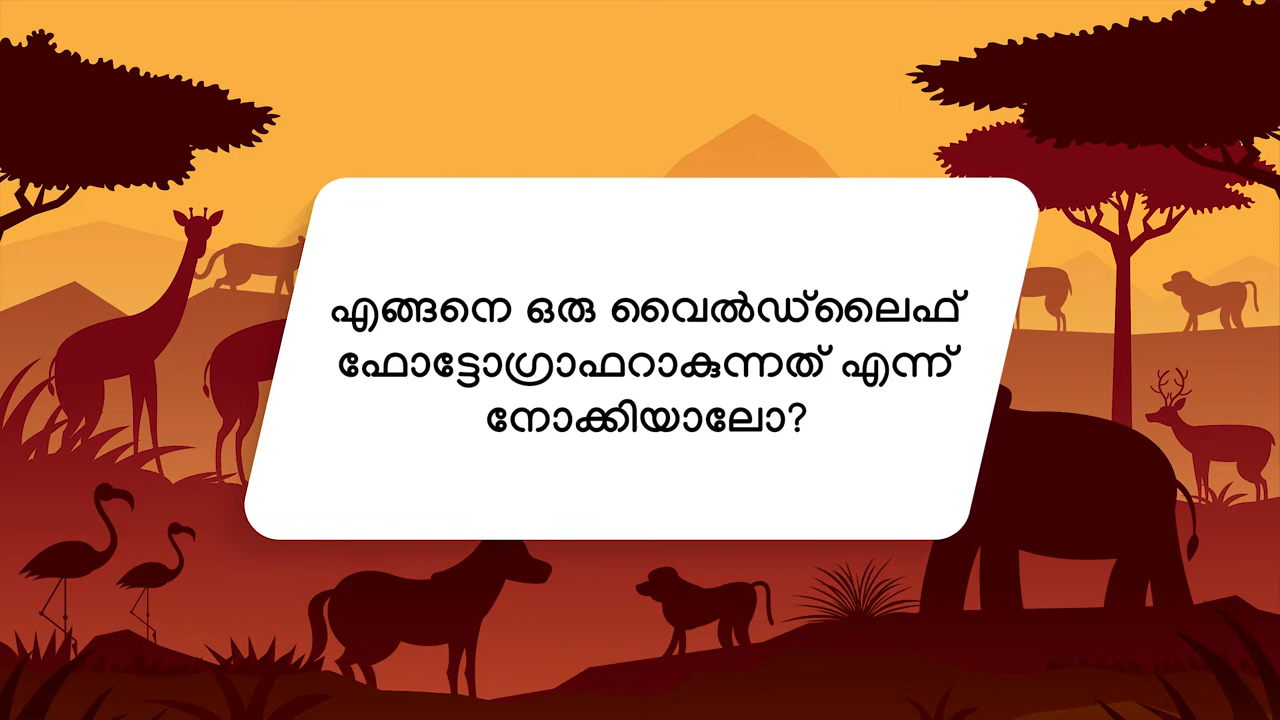 എങ്ങനെ ഒരു വൈൽഡ്ലൈഫ്
ഫോട്ടോഗ്രാഫറാകുന്നത് എന്ന്
നോക്കിയാലോ?